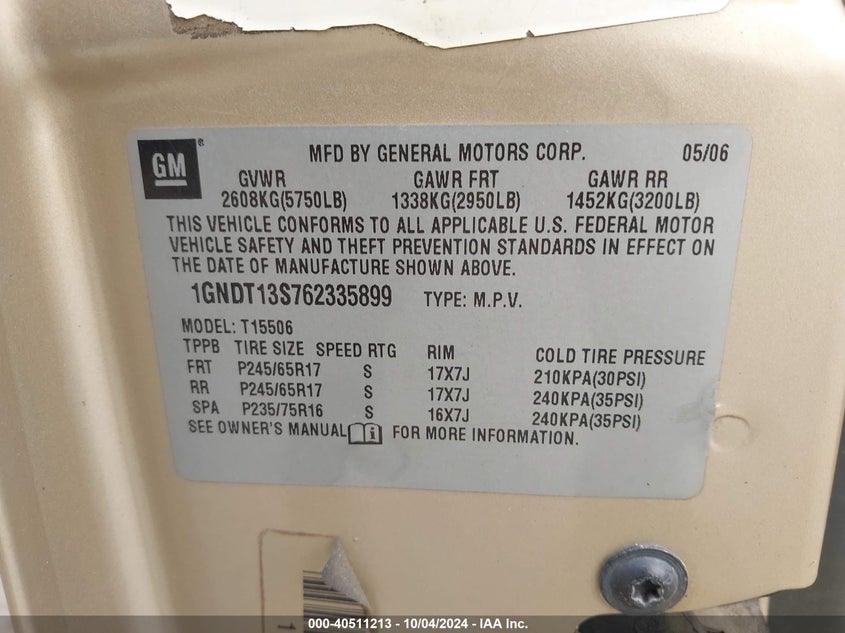 GM®
MFD BY GENERAL MOTORS CORP. 05/06
GVWR GAWR FRT GAWR RR
2608KG(5750LB) 1338KG(2950LB) 1452KG(3200LB)
THIS VEHICLE CONFORMS TO ALL APPLICABLE U.S. FEDERAL MOTOR
VEHICLE SAFETY AND THEFT PREVENTION STANDARDS IN EFFECT ON
THE DATE OF MANUFACTURE SHOWN ABOVE.
1GNDT13S762335899 TYPE: M.P.V.
MODEL: T15506
TPPB TIRE SIZE SPEED RTG RIM COLD TIRE PRESSURE
FRT P245/65R17 S 17X7J 210KPA(30PSI)
RR P245/65R17 S 17X7J 240KPA(35PSI)
SPA P235/75R16 S 16X7J 240KPA(35PSI)
SEE OWNER'S MANUAL i FOR MORE INFORMATION.
1
000-40511213 - 10/04/2024 - IAA Inc.